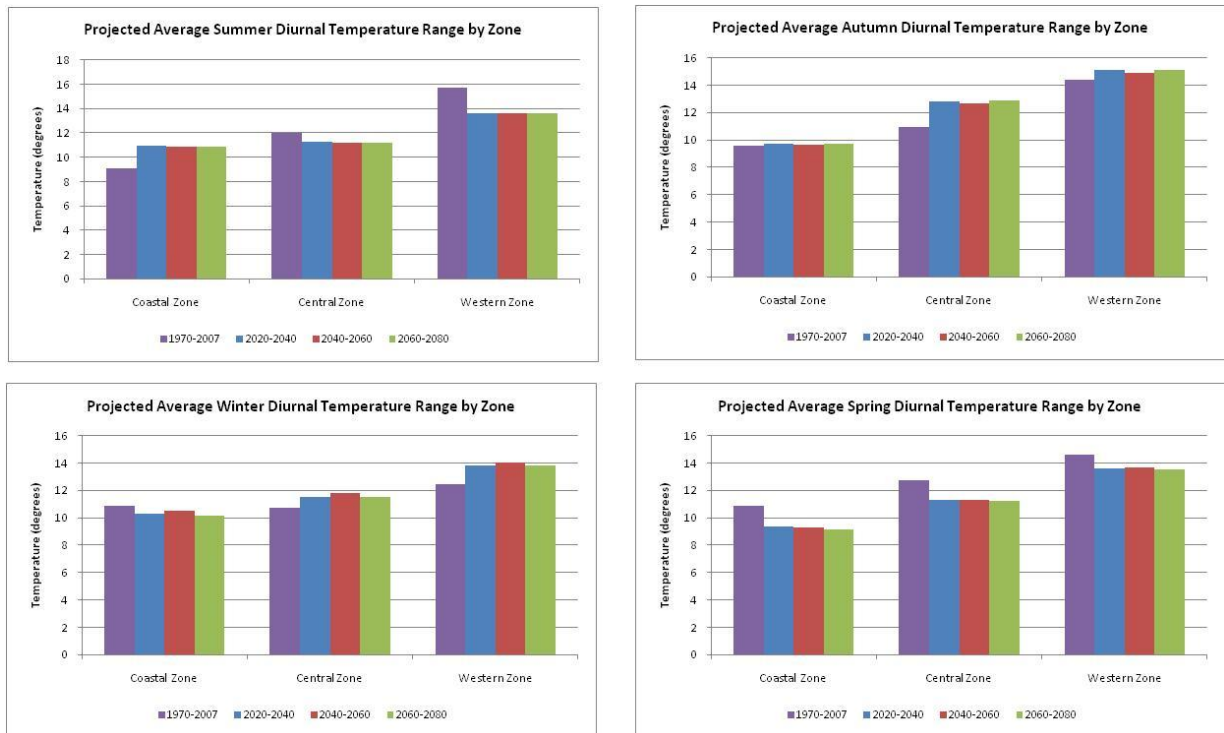 Projected Average Summer Diurnal Temperature Range by Zone
Temperature (degrees)
18
16
14
12
10
8
6
4
2
0
Coastal Zone Central Zone Western Zone
1970-2007 2020-2040 2040-2060 2060-2080
Projected Average Autumn Diurnal Temperature Range by Zone
Temperature (degrees)
16
14
12
10
8
6
4
2
0
Coastal Zone Central Zone Western Zone
1970-2007 2020-2040 2040-2060 2060-2080
Projected Average Winter Diurnal Temperature Range by Zone
Temperature (degrees)
16
14
12
10
8
6
4
2
0
Coastal Zone Central Zone Western Zone
1970-2007 2020-2040 2040-2060 2060-2080
Projected Average Spring Diurnal Temperature Range by Zone
Temperature (degrees)
16
14
12
10
8
6
4
2
0
Coastal Zone Central Zone Western Zone
1970-2007 2020-2040 2040-2060 2060-2080